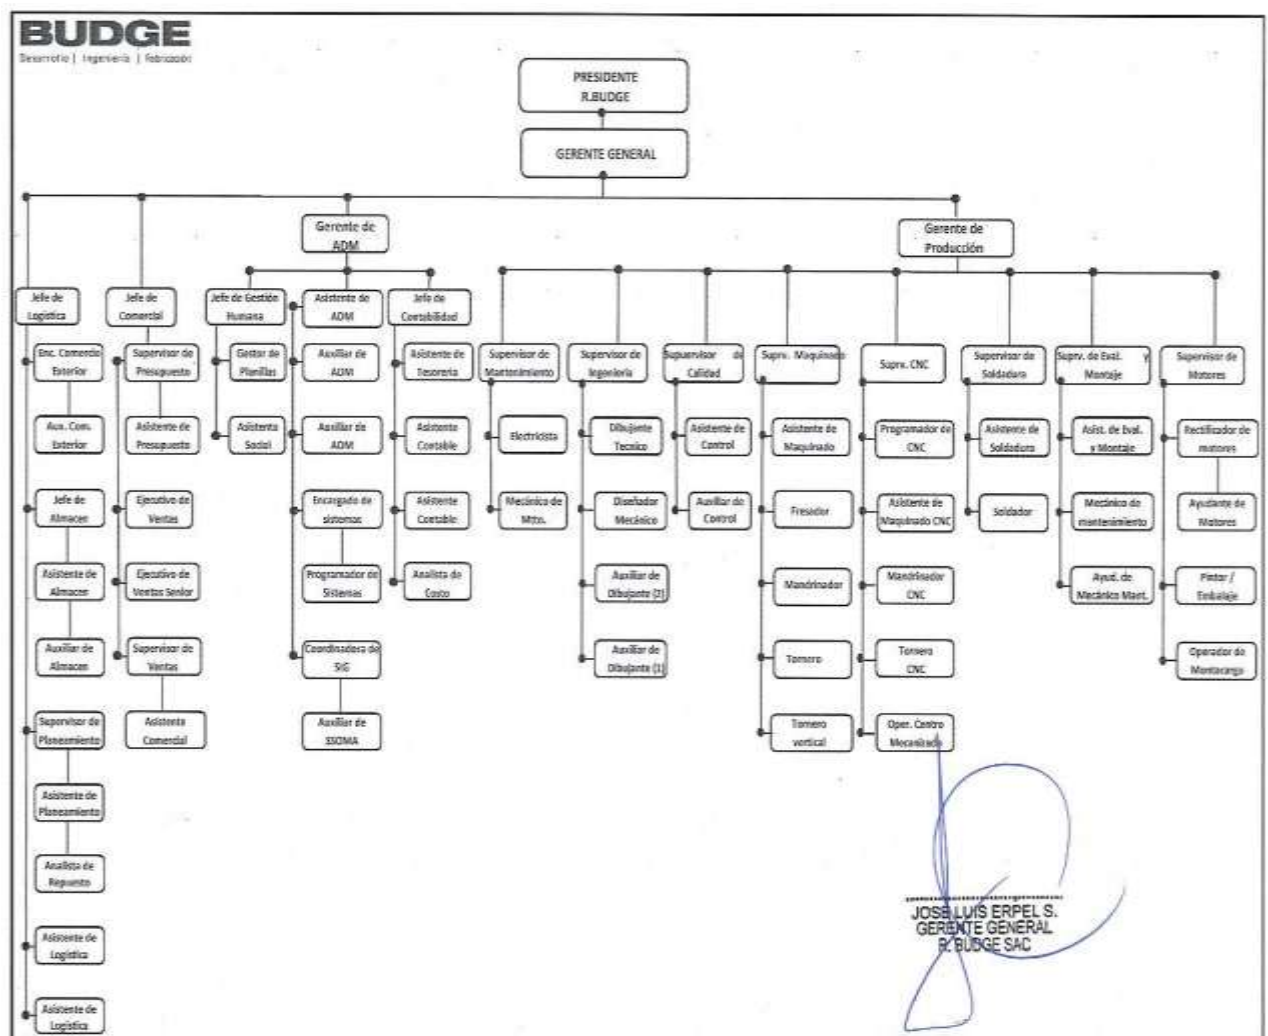 BUDGE
Desarrollo | Ingeniería | Fabricación
PRESIDENTE
R.BUDGE
GERENTE GENERAL
Gerente de
ADM
Gerente de
Producción
Jefe de
Logística
Jefe de
Comercial
Jefe de Gestión
Humana
Asistente de
ADM
Jefe de
Contabilidad
Enc. Comercio
Exterior
Supervisor de
Presupuesto
Gestor de
Planillas
Auxiliar de
ADM
Asistente de
Tesoreria
Supervisor de
Mantenimiento
Supervisor de
Ingeniería
Supuervisor de
Calidad
Suprv. Maquinado
Suprv. CNC
Supervisor de
Soldadura
Suprv. de Eval. y
Montaje
Supervisor de
Motores
Aux. Com.
Exterior
Asistente de
Presupuesto
Asistenta
Social
Auxiliar de
ADM
Asistente
Contable
Electricista
Dibujante
Tecnico
Asistente de
Control
Asistente de
Maquinado
Programador de
CNC
Asistente de
Soldadura
Asist. de Eval.
y Montaje
Rectificador de
motores
Jefe de
Almacen
Ejecutivo de
Ventas
Encargado de
sistemas
Asistente
Contable
Mecánico de
Mtto.
Diseñador
Mecánico
Auxiliar de
Control
Fresador
Asistente de
Maquinado CNC
Soldador
Mecánico de
mantenimiento
Ayudante de
Motores
Asistente de
Almacen
Ejecutivo de
Ventas Senior
Programador de
Sistemas
Analista de
Costo
Auxiliar de
Dibujante (2)
Mandrinador
Mandrinador
CNC
Ayud. de
Mecánico Mant.
Pintor /
Embalaje
Auxiliar de
Almacen
Supervisor de
Ventas
Coordinadora de
SIG
Auxiliar de
Dibujante (1)
Tornero
Tornero
CNC
Operador de
Montacarga
Supervisor de
Planeamiento
Asistente
Comercial
Auxiliar de
SSOMA
Tornero
vertical
Oper. Centro
Mecanizado
Asistente de
Planeamiento
Analista de
Repuesto
Asistente de
Logística
Asistente de
Logística
JOSE LUIS ERPEL S.
GERENTE GENERAL
R. BUDGE SAC